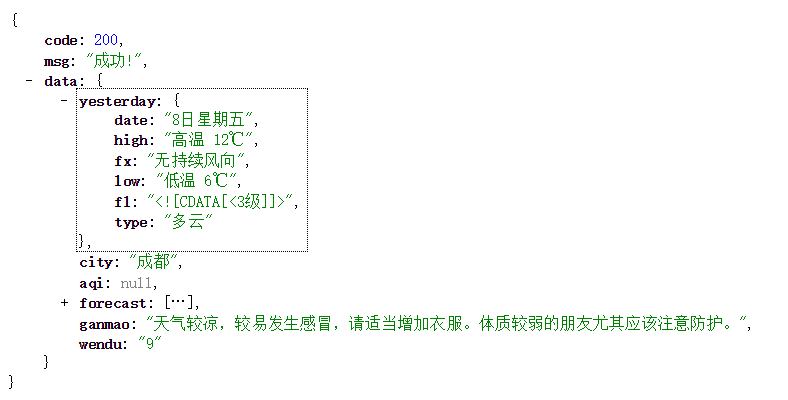 {
code: 200,
msg: "成功!",
- data: {
- yesterday: {
date: "8日星期五",
high: "高温 12℃",
fx: "无持续风向",
low: "低温 6℃",
fl: "<![CDATA[<3级]]>",
type: "多云"
},
city: "成都",
aqi: null,
+ forecast: […],
ganmao: "天气较凉，较易发生感冒，请适当增加衣服。体质较弱的朋友尤其应该注意防护。",
wendu: "9"
}
}